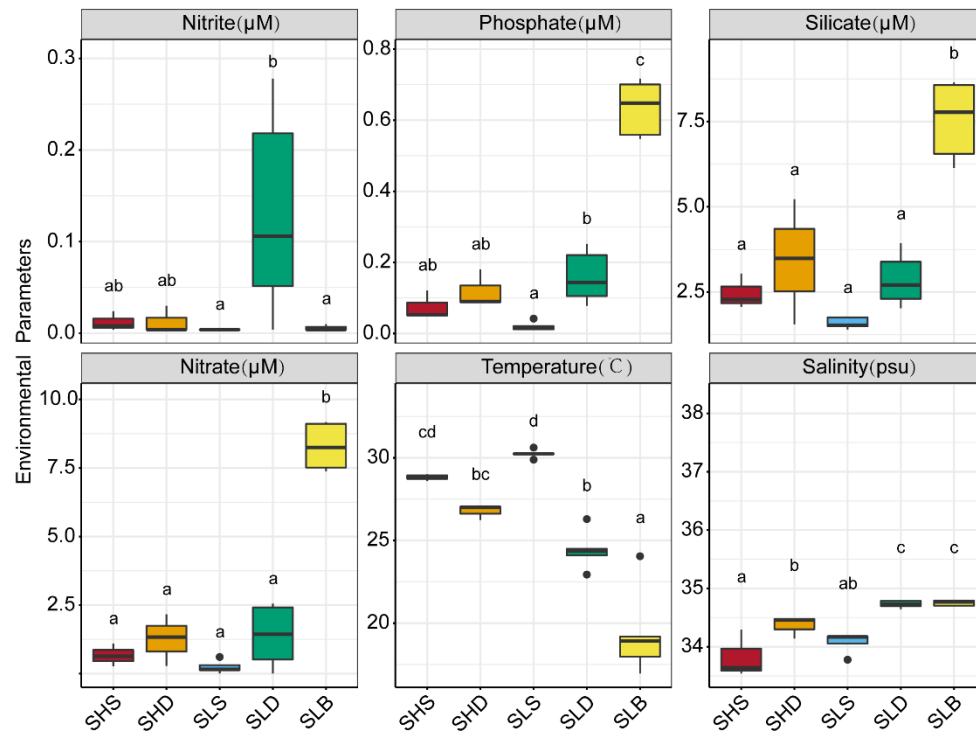 Nitrite(μM)
Phosphate(μM)
Silicate(μM)
0.3
0.2
0.1
0.0
ab
ab
a
b
a
0.8
0.6
0.4
0.2
0.0
ab
ab
a
b
c
7.5
5.0
2.5
a
a
a
a
b
Environmental Parameters
Nitrate(μM)
Temperature(℃)
Salinity(psu)
10.0
7.5
5.0
2.5
a
a
a
a
b
30
25
20
cd
bc
d
b
a
38
37
36
35
34
a
b
ab
c
c
SHS
SHD
SLS
SLD
SLB
SHS
SHD
SLS
SLD
SLB
SHS
SHD
SLS
SLD
SLB